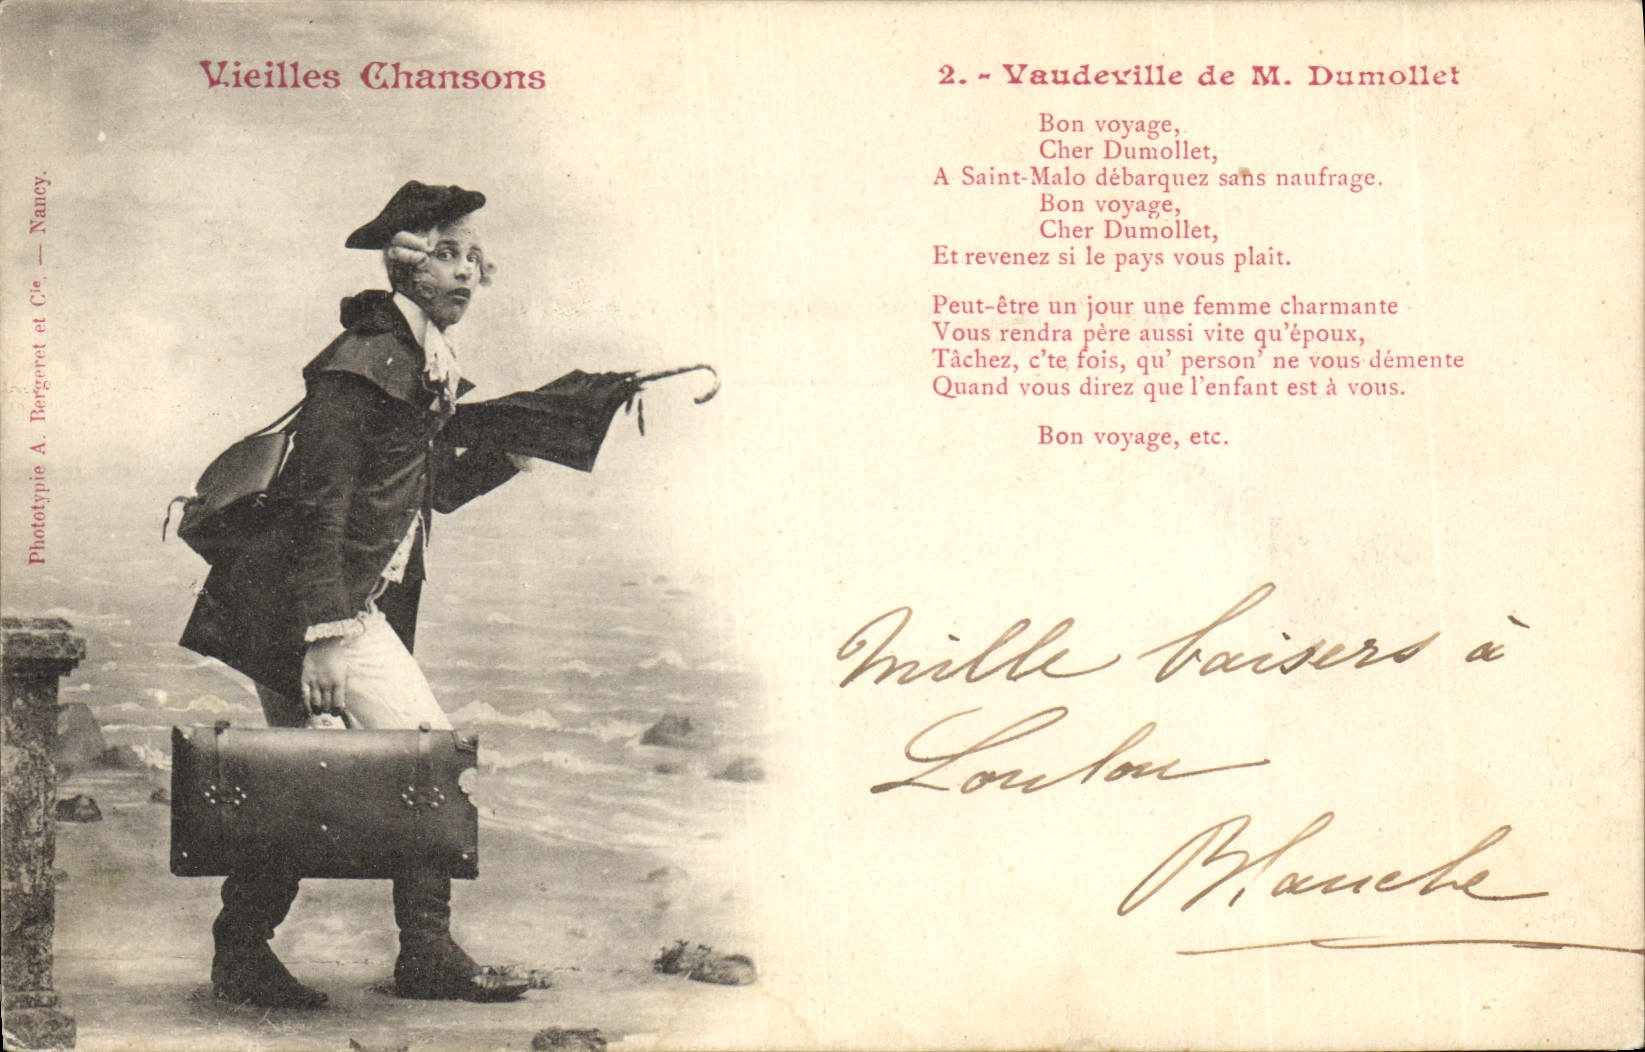 Vieilles Chansons
Phototypie A. Bergeret et Cie. — Nancy.
2. - Vaudeville de M. Dumollet
Bon voyage,
Cher Dumollet,
A Saint-Malo débarquez sans naufrage.
Bon voyage,
Cher Dumollet,
Et revenez si le pays vous plaît.
Peut-être un jour une femme charmante
Vous rendra père aussi vite qu'époux,
Tâchez, c'te fois, qu' person' ne vous démente
Quand vous direz que l'enfant est à vous.
Bon voyage, etc.
Mille baisers à
Loulou
Blanche